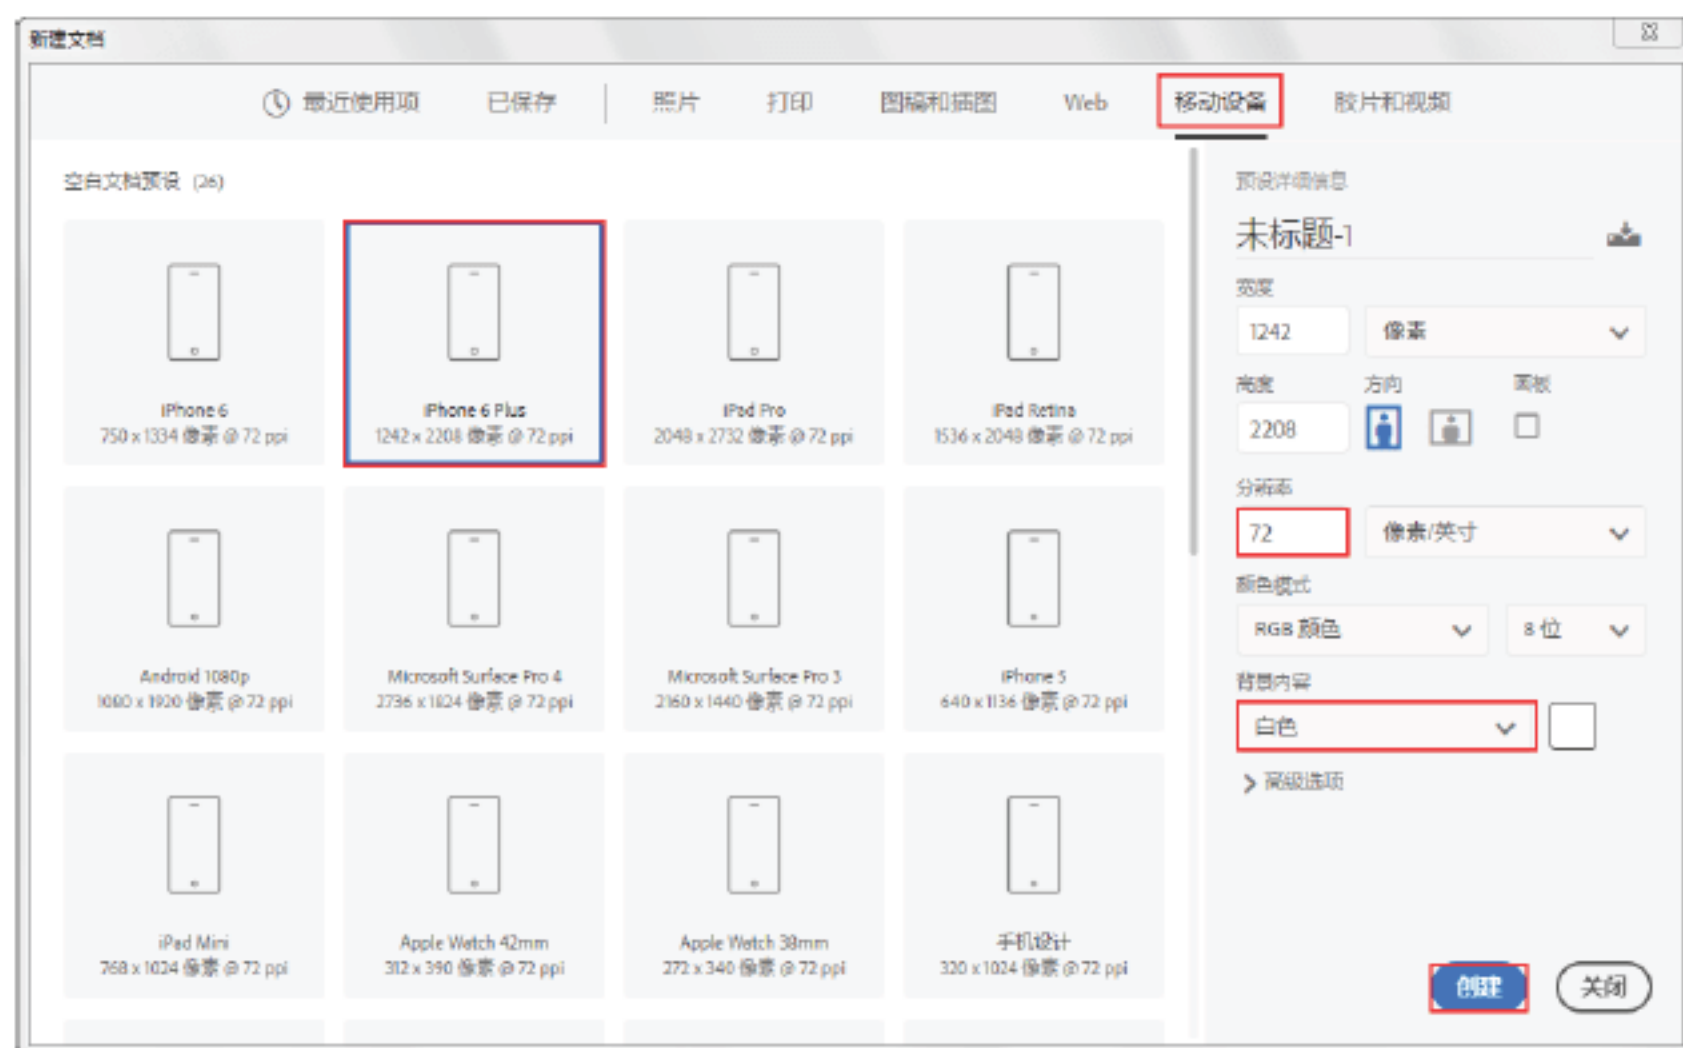 新建文档
最近使用项 已保存 照片 打印 图稿和插图 Web 移动设备 胶片和视频
空白文档预设 (26)
iPhone 6
750 x 1334 像素 @ 72 ppi
iPhone 6 Plus
1242 x 2208 像素 @ 72 ppi
iPad Pro
2048 x 2732 像素 @ 72 ppi
iPad Retina
1536 x 2048 像素 @ 72 ppi
Android 1080p
1080 x 1920 像素 @ 72 ppi
Microsoft Surface Pro 4
2736 x 1824 像素 @ 72 ppi
Microsoft Surface Pro 3
2160 x 1440 像素 @ 72 ppi
iPhone 5
640 x 1136 像素 @ 72 ppi
iPad Mini
768 x 1024 像素 @ 72 ppi
Apple Watch 42mm
312 x 390 像素 @ 72 ppi
Apple Watch 38mm
272 x 340 像素 @ 72 ppi
手机设计
320 x 1024 像素 @ 72 ppi
预设详细信息
未标题-1
宽度
1242 像素
高度 方向 画板
2208
分辨率
72 像素/英寸
颜色模式
RGB 颜色 8 位
背景内容
白色
高级选项
创建 关闭